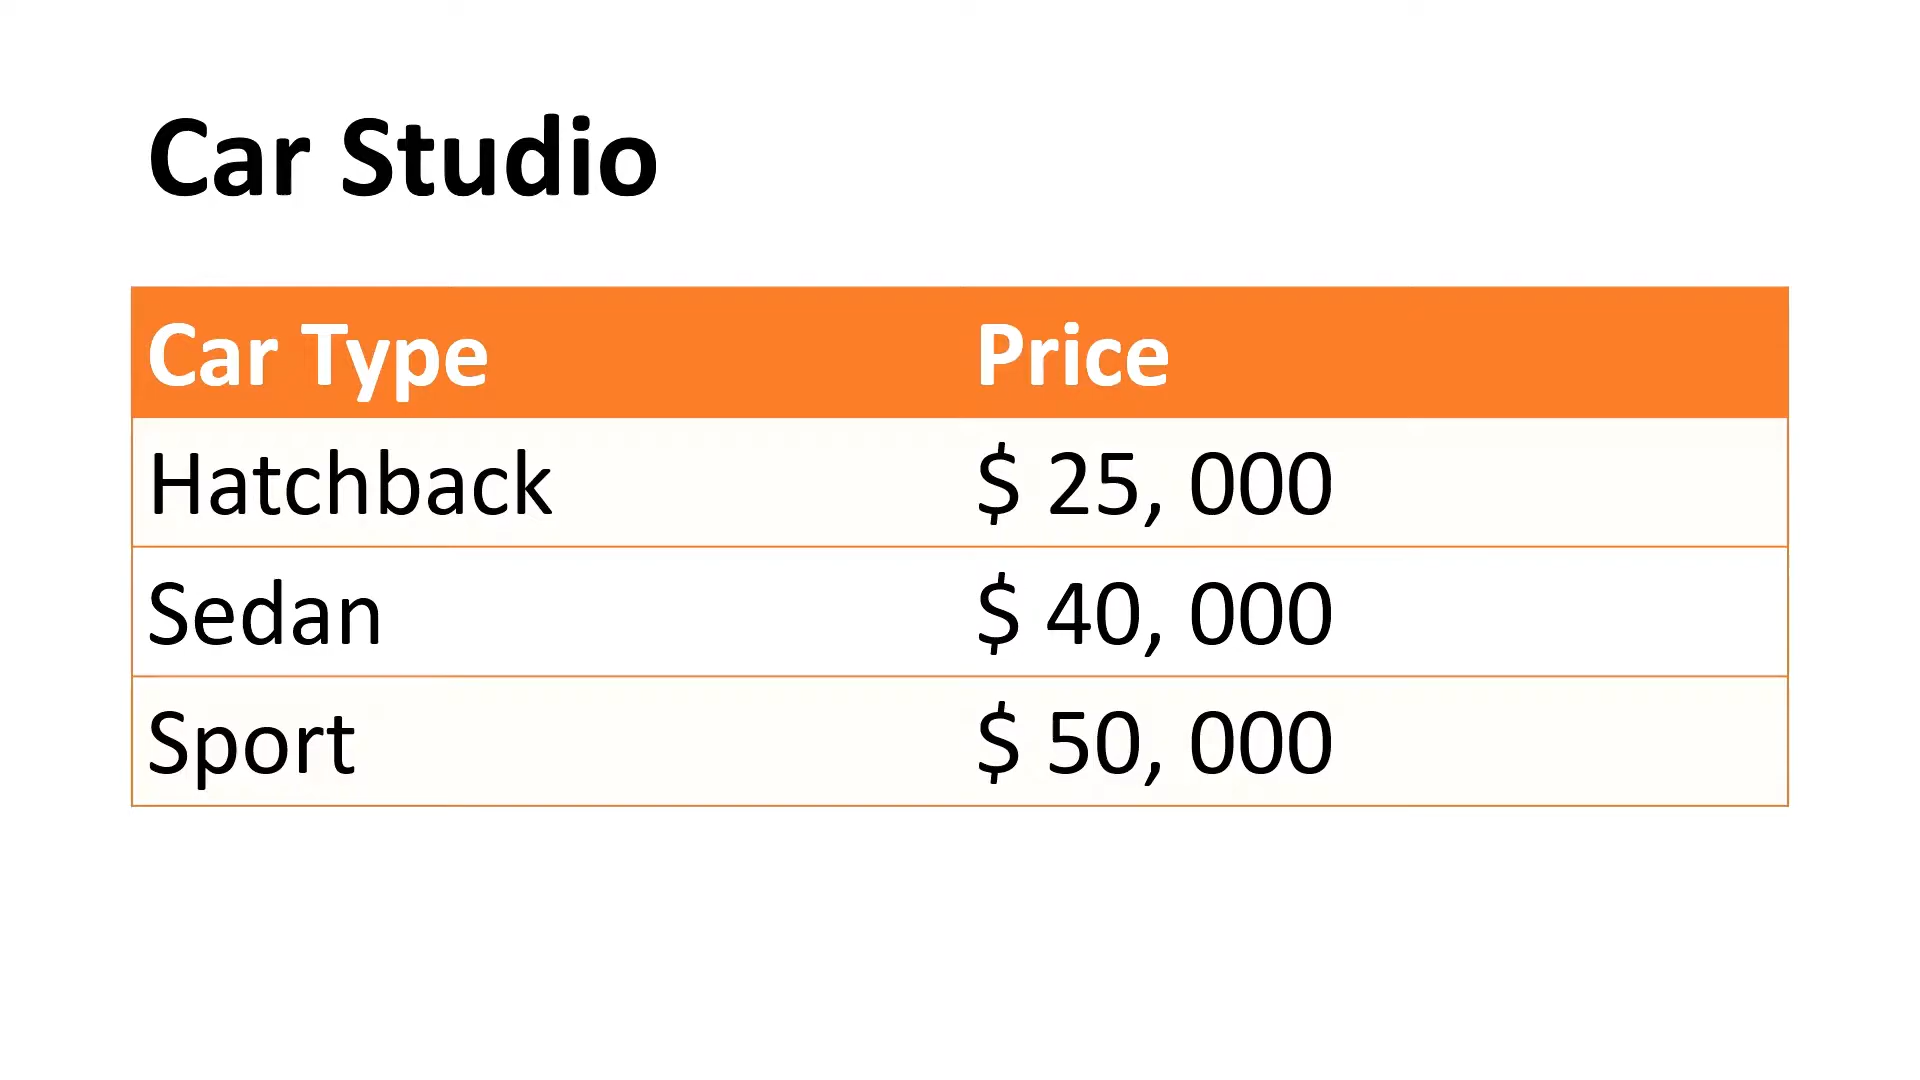 Car Studio
Car Type Price
Hatchback $ 25, 000
Sedan $ 40, 000
Sport $ 50, 000